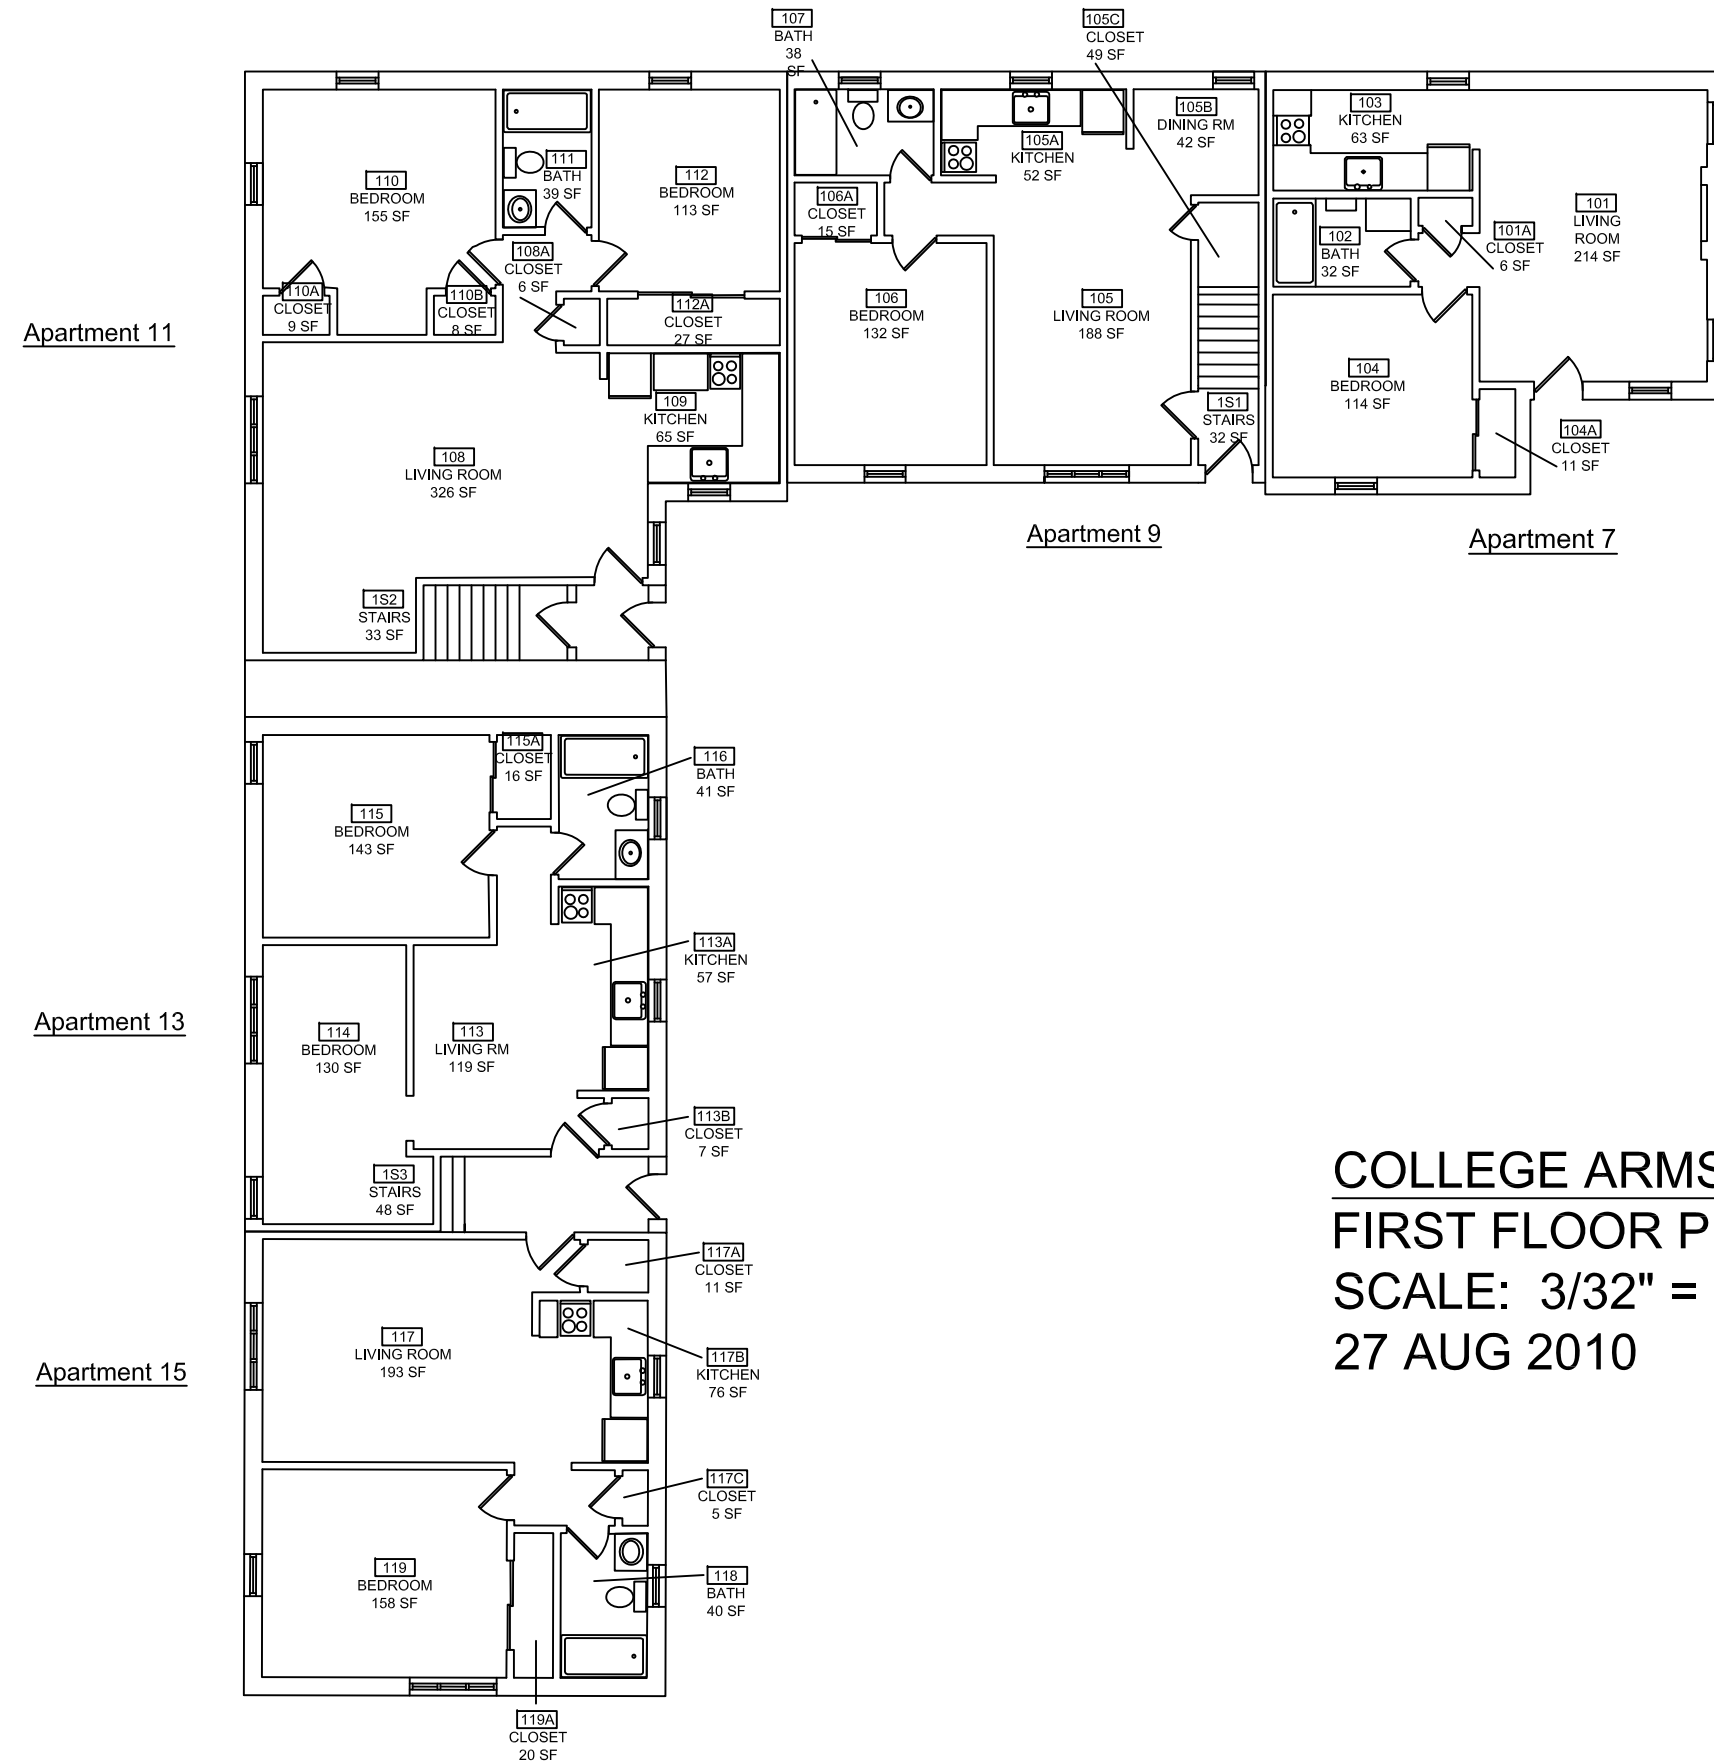 107
BATH
38
SF
105C
CLOSET
49 SF
110
BEDROOM
155 SF
111
BATH
39 SF
112
BEDROOM
113 SF
108A
CLOSET
6 SF
110A
CLOSET
9 SF
110B
CLOSET
8 SF
112A
CLOSET
27 SF
Apartment 11
109
KITCHEN
65 SF
108
LIVING ROOM
326 SF
1S2
STAIRS
33 SF
106A
CLOSET
15 SF
105A
KITCHEN
52 SF
105B
DINING RM
42 SF
106
BEDROOM
132 SF
105
LIVING ROOM
188 SF
1S1
STAIRS
32 SF
Apartment 9
103
KITCHEN
63 SF
102
BATH
32 SF
101A
CLOSET
6 SF
101
LIVING
ROOM
214 SF
104
BEDROOM
114 SF
104A
CLOSET
11 SF
Apartment 7
115A
CLOSET
16 SF
116
BATH
41 SF
115
BEDROOM
143 SF
113A
KITCHEN
57 SF
Apartment 13
114
BEDROOM
130 SF
113
LIVING RM
119 SF
113B
CLOSET
7 SF
1S3
STAIRS
48 SF
117A
CLOSET
11 SF
117
LIVING ROOM
193 SF
117B
KITCHEN
76 SF
Apartment 15
117C
CLOSET
5 SF
119
BEDROOM
158 SF
118
BATH
40 SF
119A
CLOSET
20 SF
COLLEGE ARMS
FIRST FLOOR P
SCALE: 3/32" =
27 AUG 2010